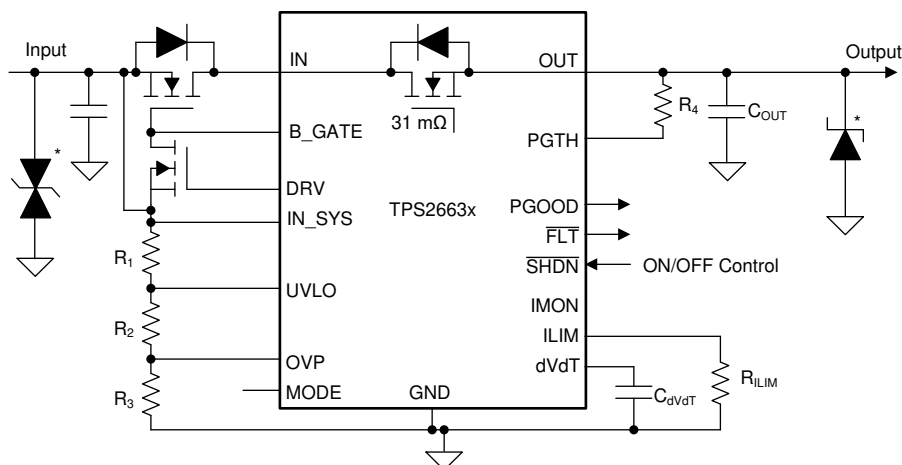 Input
IN
OUT
Output
31 mΩ
R4
COUT
*
*
B_GATE
PGTH
DRV
TPS2663x
PGOOD
IN_SYS
FLT
R1
SHDN
ON/OFF Control
UVLO
IMON
R2
ILIM
OVP
dVdT
RILIM
MODE
GND
CdVdT
R3